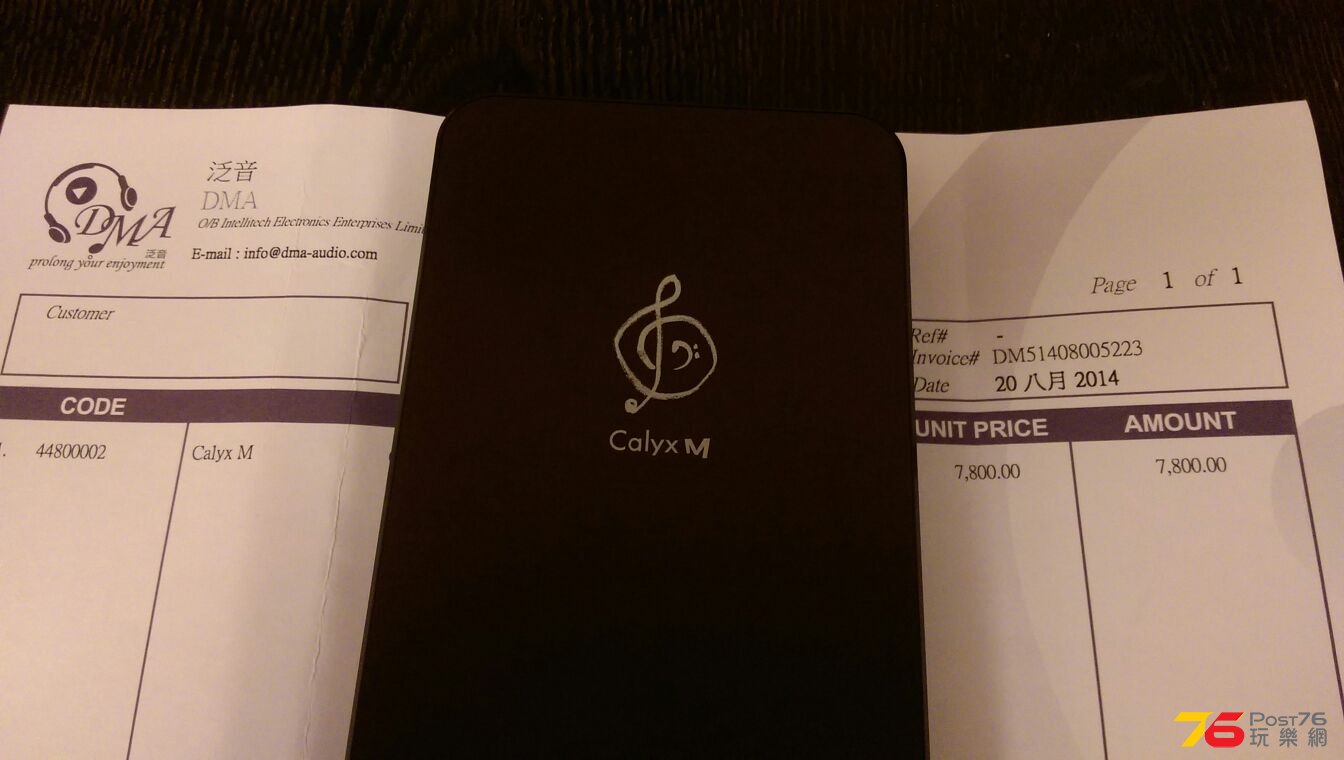 泛音
DMA
O/B Intellitech Electronics Enterprises
E-mail : info@dma-audio.com
DMA
泛音
prolong your enjoyment
Customer
CODE
44800002 Calyx M
Calyx M
Page 1 of 1
Ref# -
Invoice# DM51408005223
Date 20 八月 2014
UNIT PRICE AMOUNT
7,800.00 7,800.00
76 Post76
玩樂網